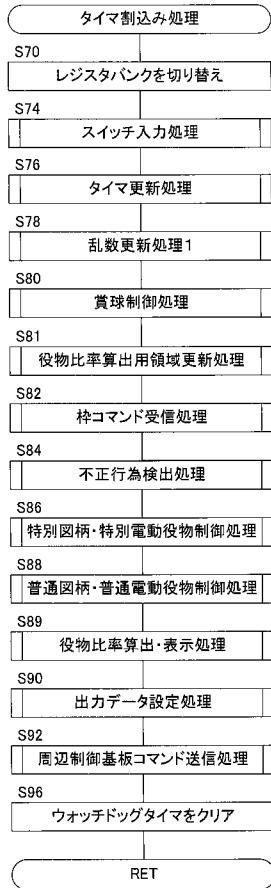 タイマ割込み処理
S70
レジスタバンクを切り替え
S74
スイッチ入力処理
S76
タイマ更新処理
S78
乱数更新処理1
S80
賞球制御処理
S81
役物比率算出用領域更新処理
S82
枠コマンド受信処理
S84
不正行為検出処理
S86
特別図柄・特別電動役物制御処理
S88
普通図柄・普通電動役物制御処理
S89
役物比率算出・表示処理
S90
出力データ設定処理
S92
周辺制御基板コマンド送信処理
S96
ウォッチドッグタイマをクリア
RET